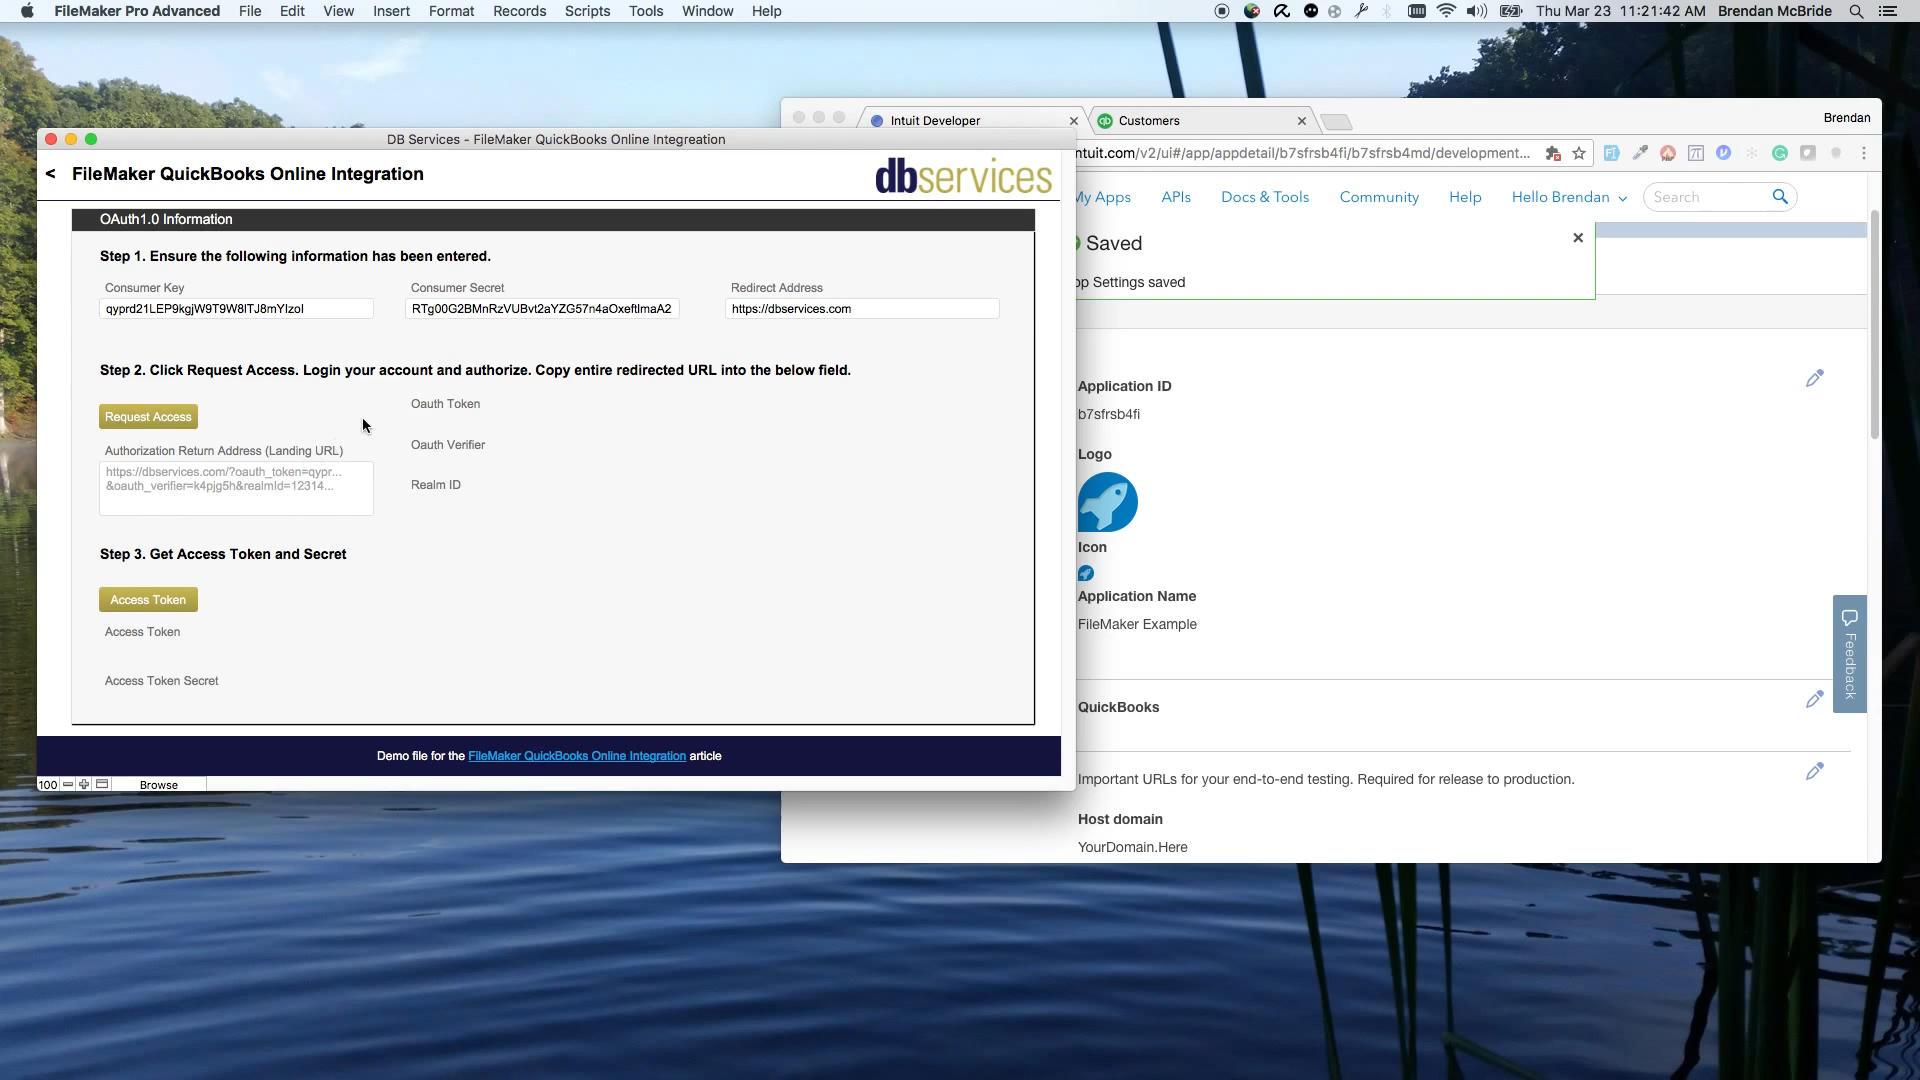 FileMaker Pro Advanced File Edit View Insert Format Records Scripts Tools Window Help
Thu Mar 23 11:21:42 AM Brendan McBride
Intuit Developer
Customers
Brendan
DB Services - FileMaker QuickBooks Online Integreation
ntuit.com/v2/ui#/app/appdetail/b7sfrsb4fi/b7sfrsb4md/development...
< FileMaker QuickBooks Online Integration
dbservices
My Apps APIs Docs & Tools Community Help Hello Brendan Search
OAuth1.0 Information
Saved
pp Settings saved
Step 1. Ensure the following information has been entered.
Consumer Key Consumer Secret Redirect Address
qyprd21LEP9kgjW9T9W8ITJ8mYIzoI RTg00G2BMnRzVUBvt2aYZG57n4aOxeftlmaA2 https://dbservices.com
Step 2. Click Request Access. Login your account and authorize. Copy entire redirected URL into the below field.
Request Access
Oauth Token
Oauth Verifier
Authorization Return Address (Landing URL)
https://dbservices.com/?oauth_token=qypr...
&oauth_verifier=k4pjg5h&realmId=12314...
Realm ID
Step 3. Get Access Token and Secret
Access Token
Access Token
Access Token Secret
Demo file for the FileMaker QuickBooks Online Integration article
100 Browse
Application ID
b7sfrsb4fi
Logo
Icon
Application Name
FileMaker Example
Feedback
QuickBooks
Important URLs for your end-to-end testing. Required for release to production.
Host domain
YourDomain.Here